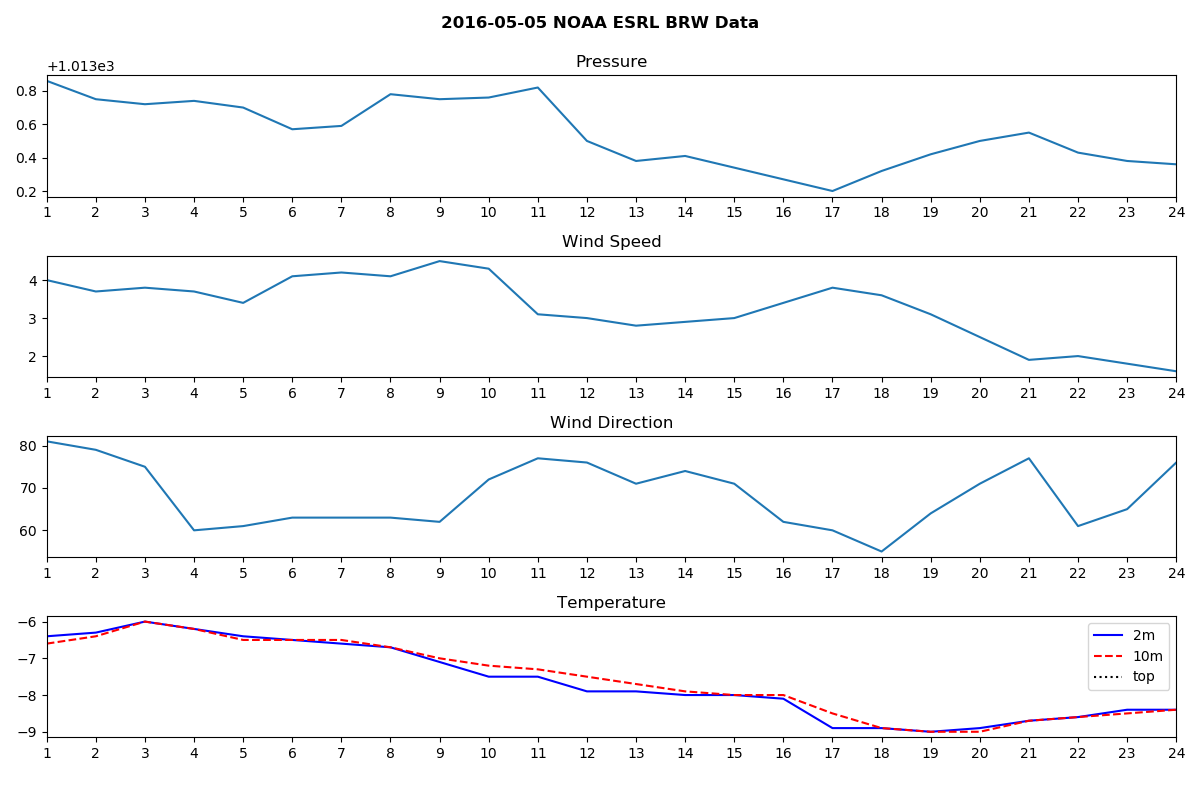 2016-05-05 NOAA ESRL BRW Data
Pressure
+1.013e3
0.8
0.6
0.4
0.2
1 2 3 4 5 6 7 8 9 10 11 12 13 14 15 16 17 18 19 20 21 22 23 24
Wind Speed
4
3
2
1 2 3 4 5 6 7 8 9 10 11 12 13 14 15 16 17 18 19 20 21 22 23 24
Wind Direction
80
70
60
1 2 3 4 5 6 7 8 9 10 11 12 13 14 15 16 17 18 19 20 21 22 23 24
Temperature
−6
−7
−8
−9
2m
10m
top
1 2 3 4 5 6 7 8 9 10 11 12 13 14 15 16 17 18 19 20 21 22 23 24